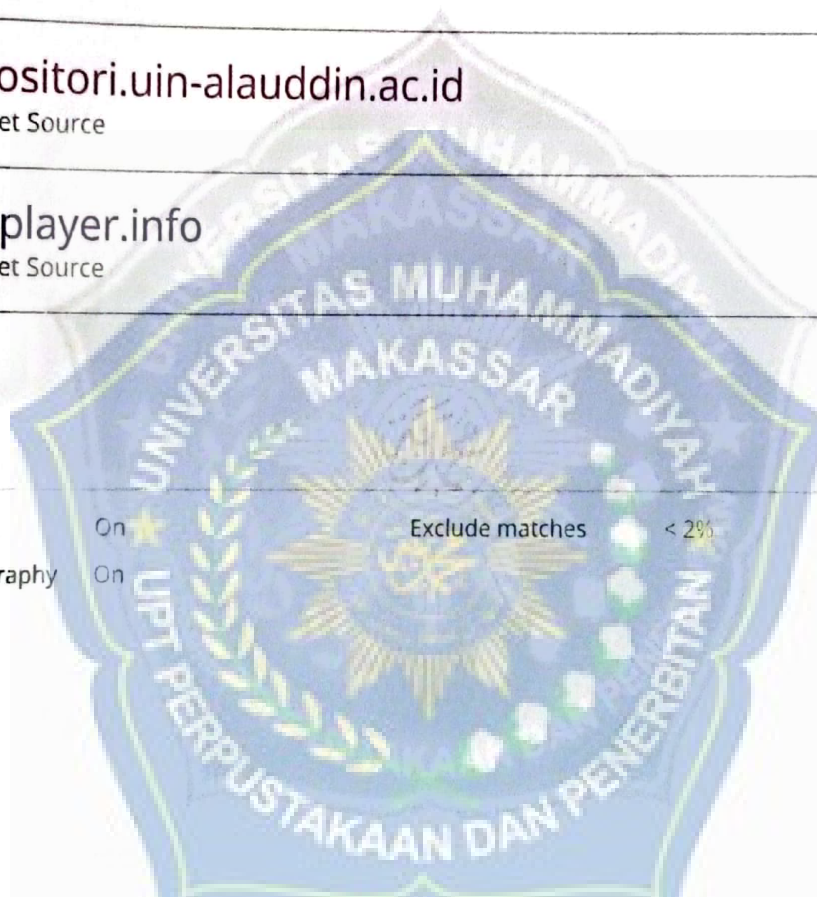 ositori.uin-alauddin.ac.id
et Source
player.info
et Source
UNIVERSITAS MUHAMMADIYAH
MAKASSAR
On Exclude matches < 2%
raphy On
UPT PERPUSTAKAAN DAN PENERBITAN